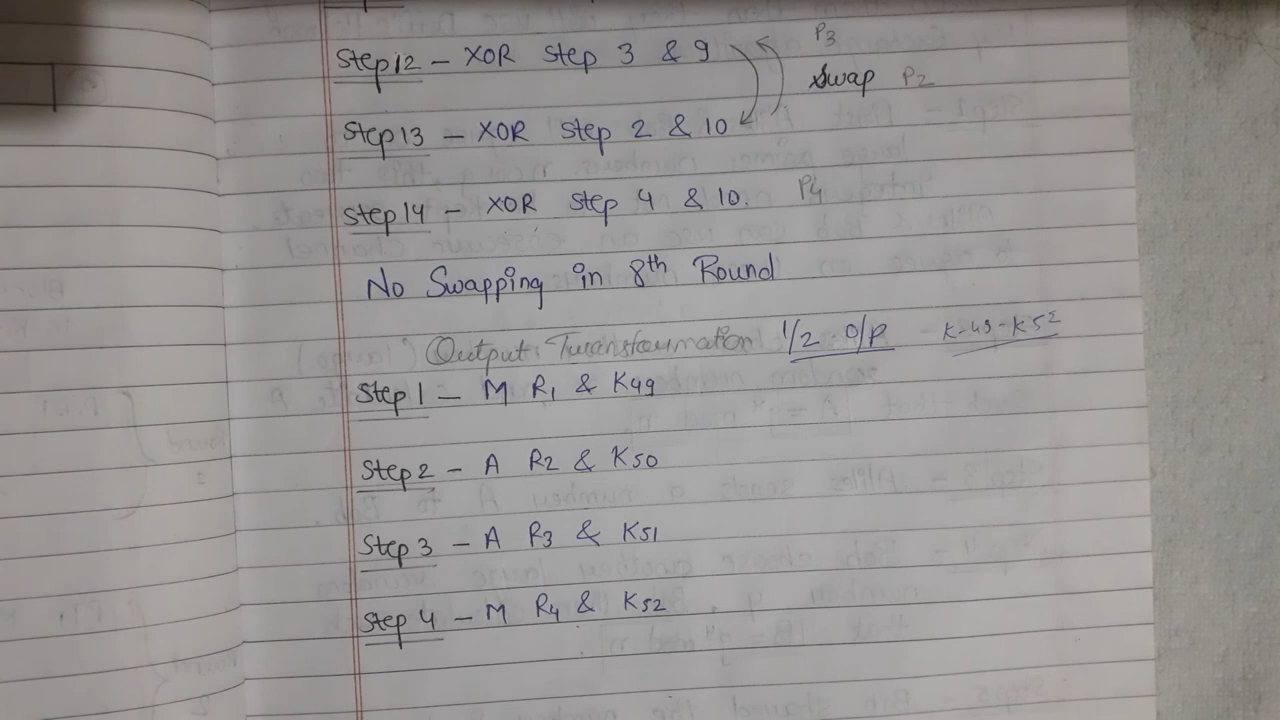 Step 12 - XOR Step 3 & 9 P3
Swap P2
Step 13 - XOR Step 2 & 10
Step 14 - XOR Step 4 & 10. P4
No Swapping in 8th Round
Output Transformation 1/2 O/P K-49-K52
Step 1 - M R1 & K49
Step 2 - A R2 & K50
Step 3 - A R3 & K51
Step 4 - M R4 & K52